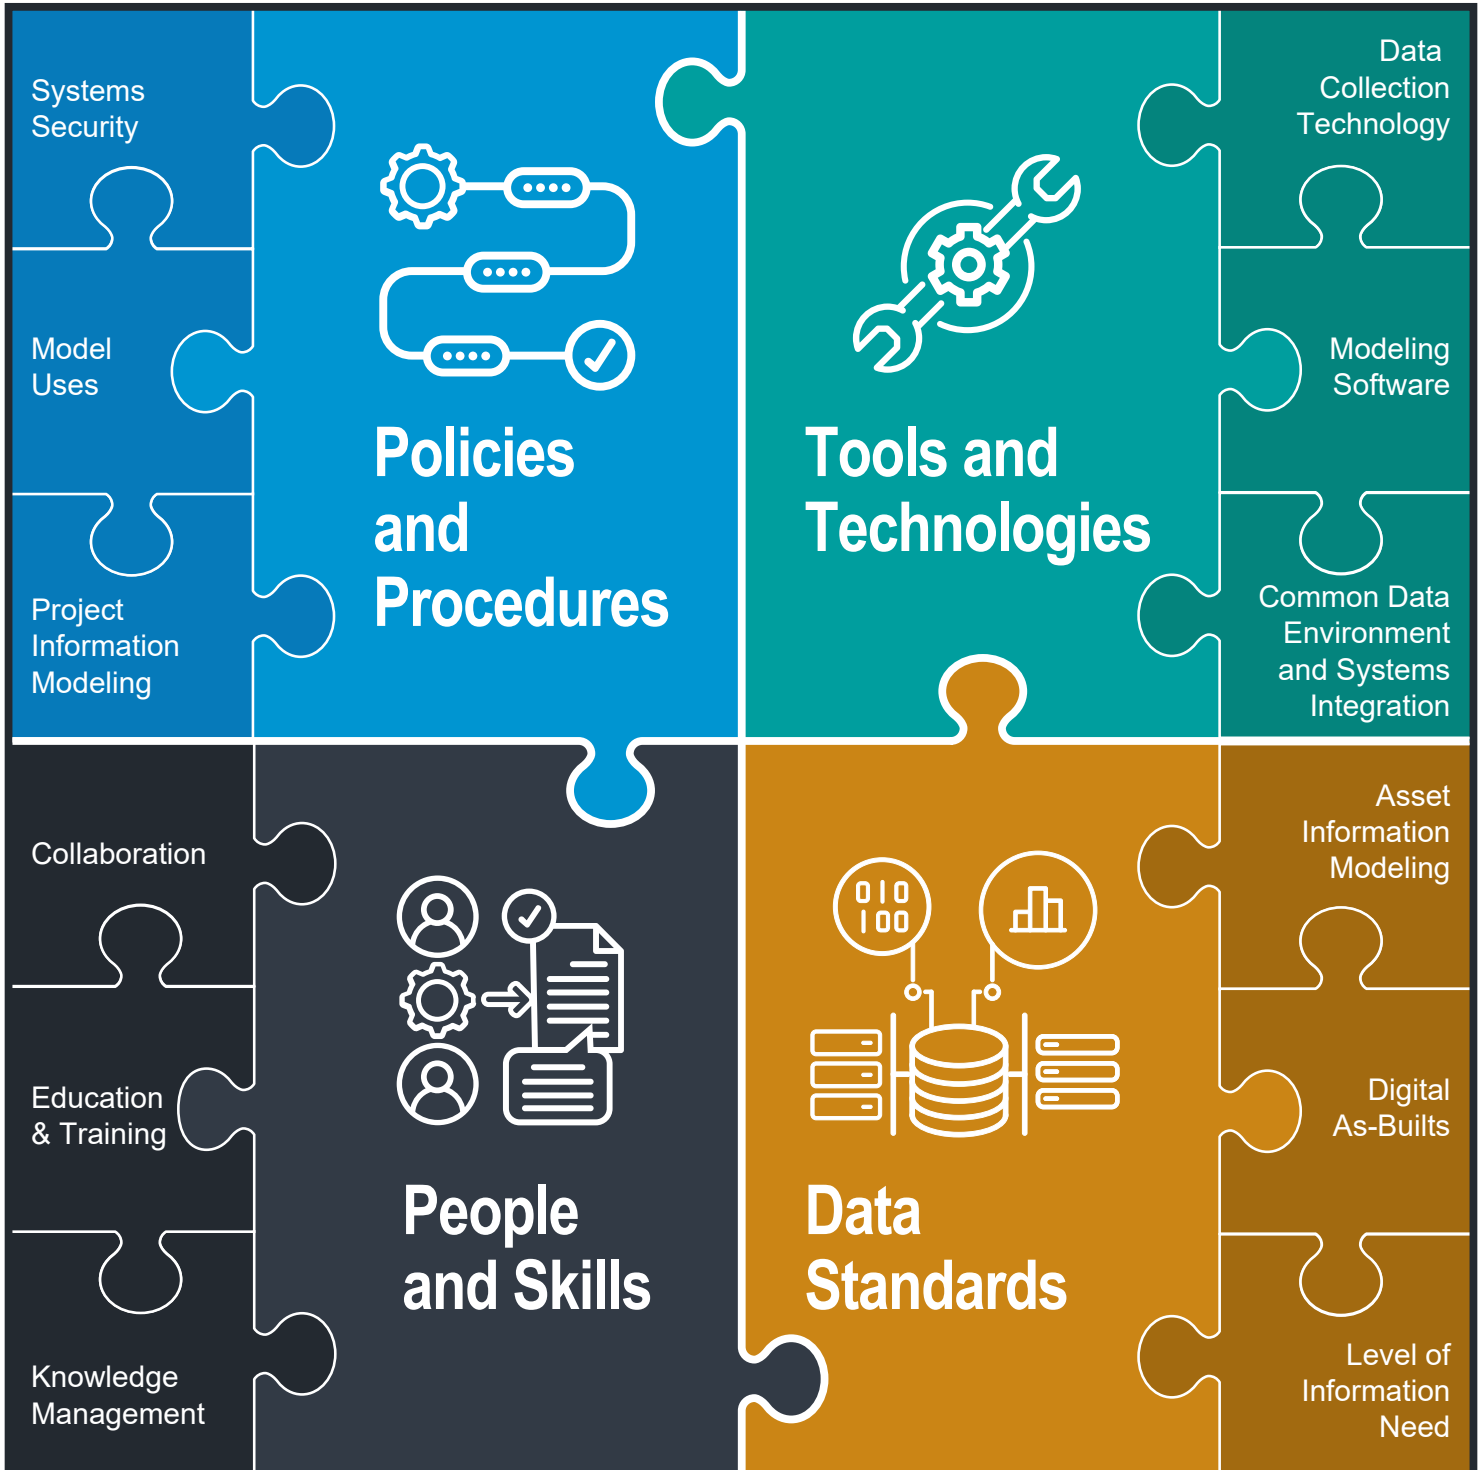 Systems
Security
Model
Uses
Project
Information
Modeling
Policies
and
Procedures
Tools and
Technologies
Data
Collection
Technology
Modeling
Software
Common Data
Environment
and Systems
Integration
Collaboration
Education
& Training
Knowledge
Management
People
and Skills
010
100
Data
Standards
Asset
Information
Modeling
Digital
As-Builts
Level of
Information
Need